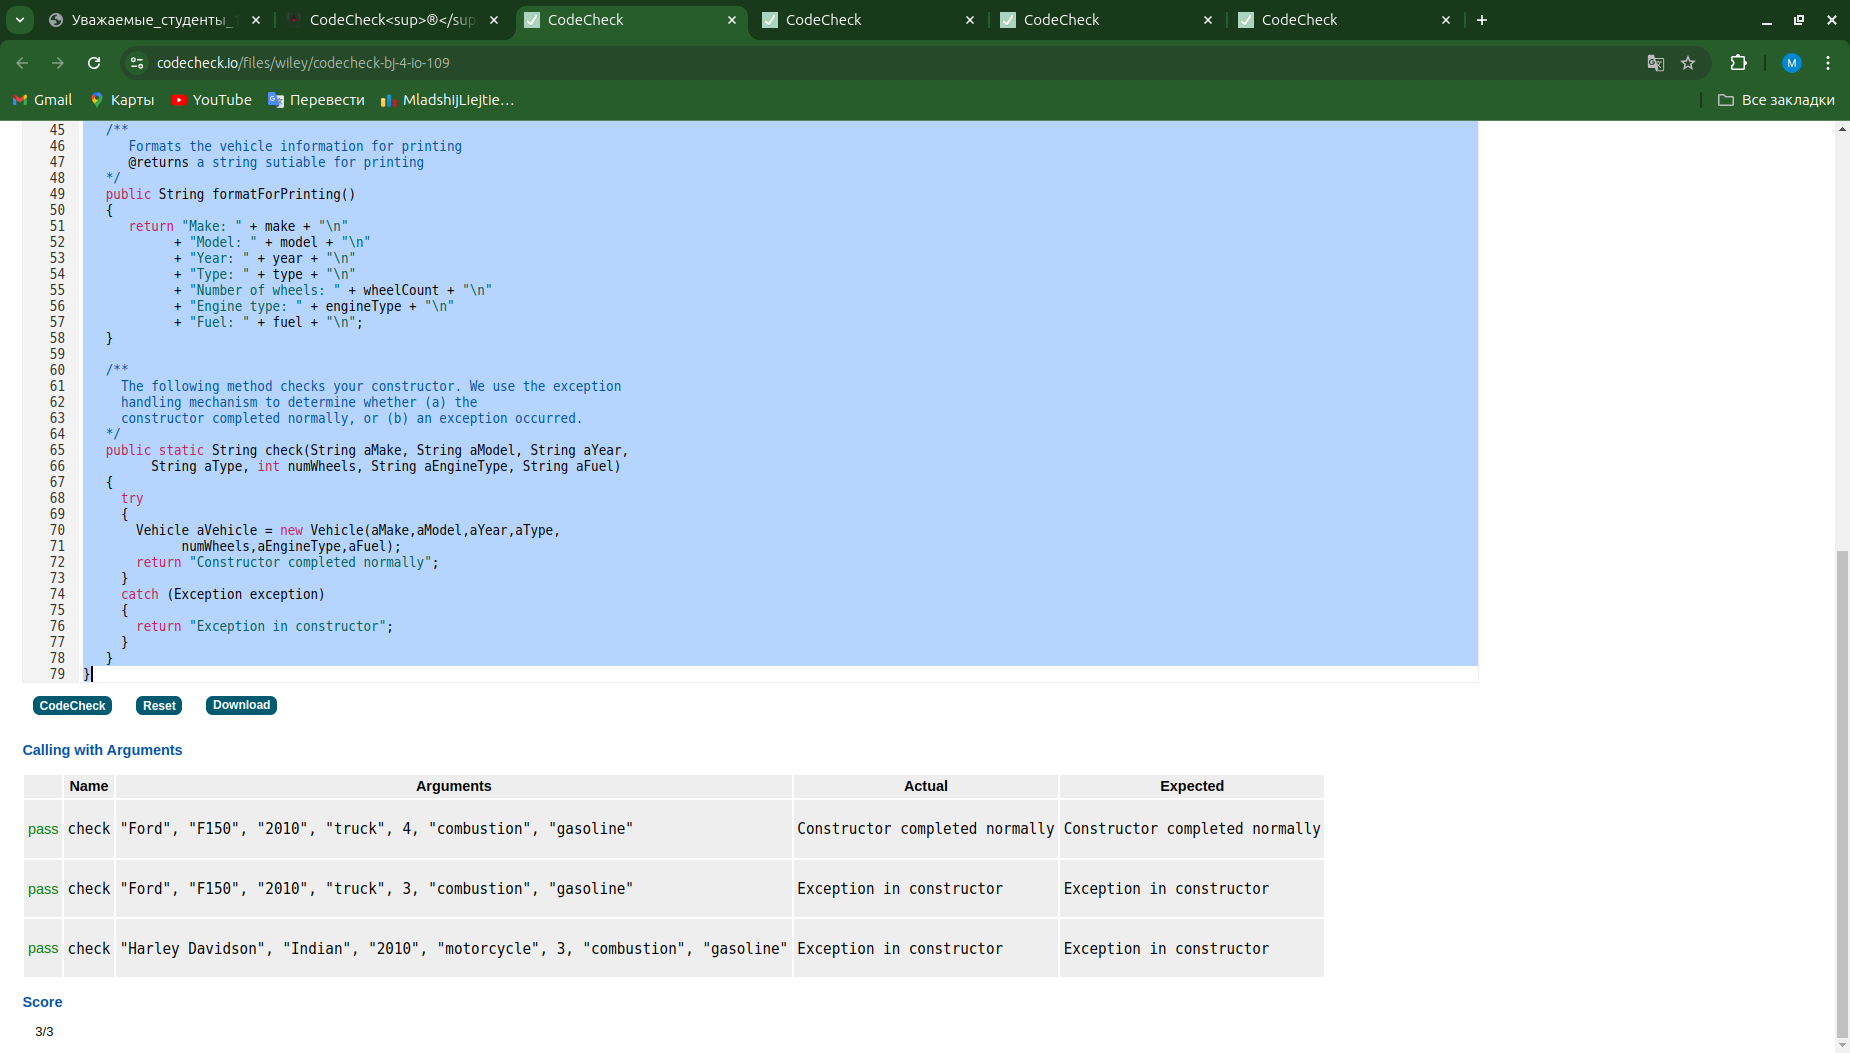 Уважаемые_студенты_
CodeCheck<sup>®</sup
CodeCheck
CodeCheck
CodeCheck
CodeCheck
codecheck.io/files/wiley/codecheck-bj-4-io-109
M
Gmail
Карты
YouTube
Перевести
MladshijLiejtie...
Все закладки
45 /**
46 Formats the vehicle information for printing
47 @returns a string sutiable for printing
48 */
49 public String formatForPrinting()
50 {
51 return "Make: " + make + "\n"
52 + "Model: " + model + "\n"
53 + "Year: " + year + "\n"
54 + "Type: " + type + "\n"
55 + "Number of wheels: " + wheelCount + "\n"
56 + "Engine type: " + engineType + "\n"
57 + "Fuel: " + fuel + "\n";
58 }
59
60 /**
61 The following method checks your constructor. We use the exception
62 handling mechanism to determine whether (a) the
63 constructor completed normally, or (b) an exception occurred.
64 */
65 public static String check(String aMake, String aModel, String aYear,
66 String aType, int numWheels, String aEngineType, String aFuel)
67 {
68 try
69 {
70 Vehicle aVehicle = new Vehicle(aMake,aModel,aYear,aType,
71 numWheels,aEngineType,aFuel);
72 return "Constructor completed normally";
73 }
74 catch (Exception exception)
75 {
76 return "Exception in constructor";
77 }
78 }
79 }
CodeCheck Reset Download
Calling with Arguments
Name Arguments Actual Expected
pass check "Ford", "F150", "2010", "truck", 4, "combustion", "gasoline" Constructor completed normally Constructor completed normally
pass check "Ford", "F150", "2010", "truck", 3, "combustion", "gasoline" Exception in constructor Exception in constructor
pass check "Harley Davidson", "Indian", "2010", "motorcycle", 3, "combustion", "gasoline" Exception in constructor Exception in constructor
Score
3/3